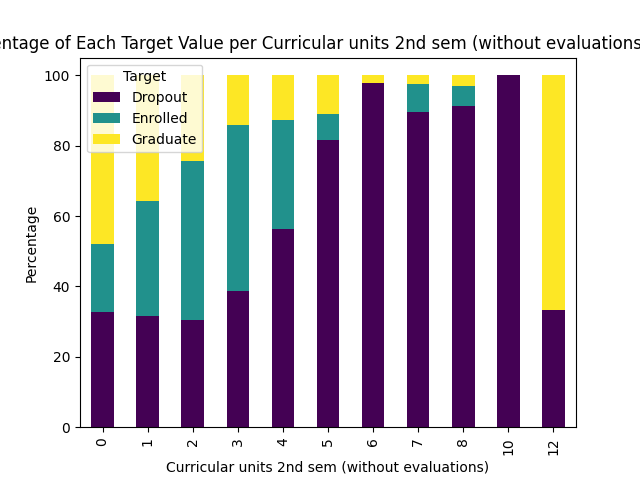 entage of Each Target Value per Curricular units 2nd sem (without evaluations
Target
Dropout
Enrolled
Graduate
100
80
60
40
20
0
Percentage
0 1 2 3 4 5 6 7 8 10 12
Curricular units 2nd sem (without evaluations)